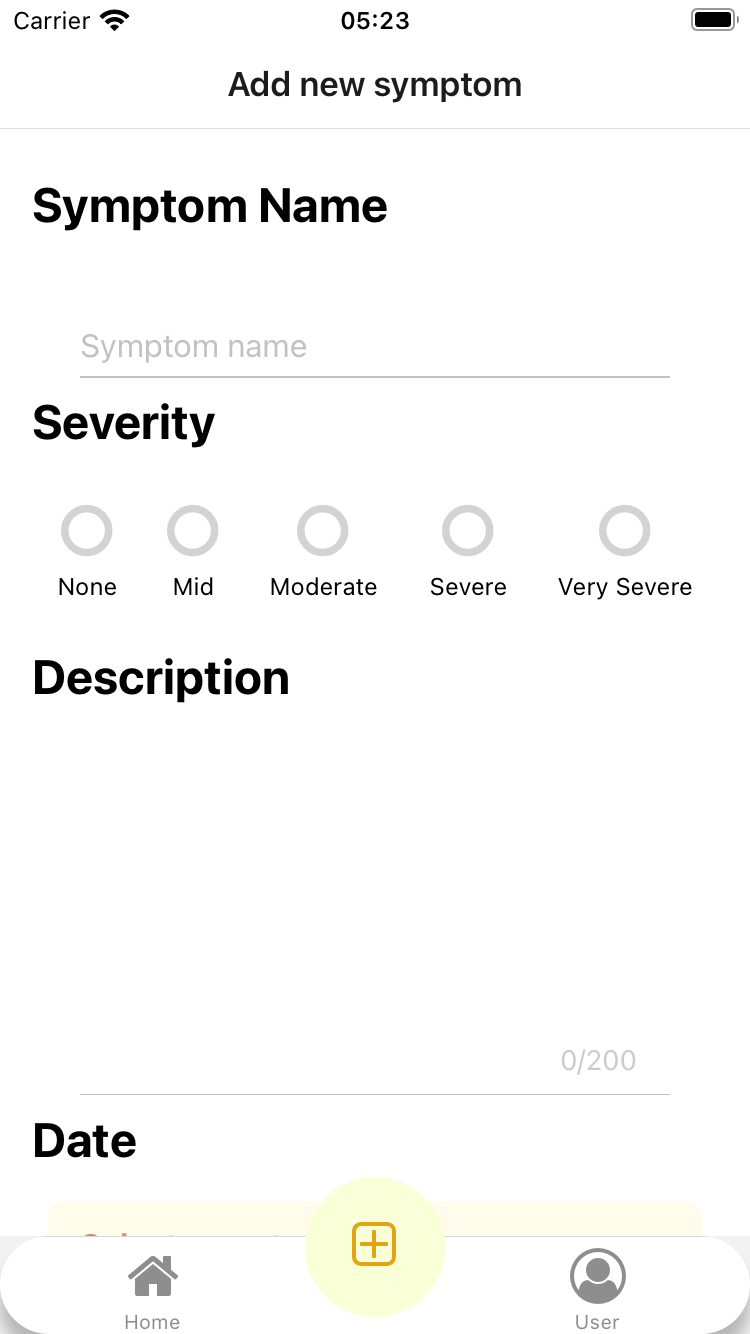 Carrier 05:23
Add new symptom
Symptom Name
Symptom name
Severity
None Mid Moderate Severe Very Severe
Description
0/200
Date
Home User